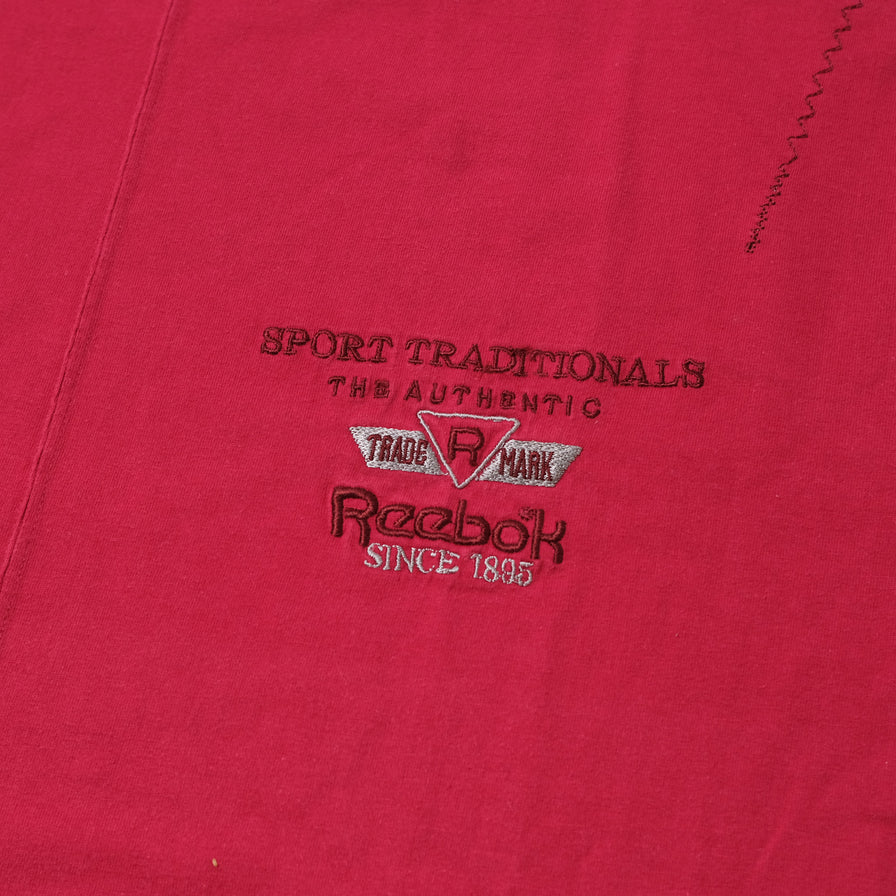 SPORT TRADITIONALS
THE AUTHENTIC
TRADE R MARK
Reebok
SINCE 1895